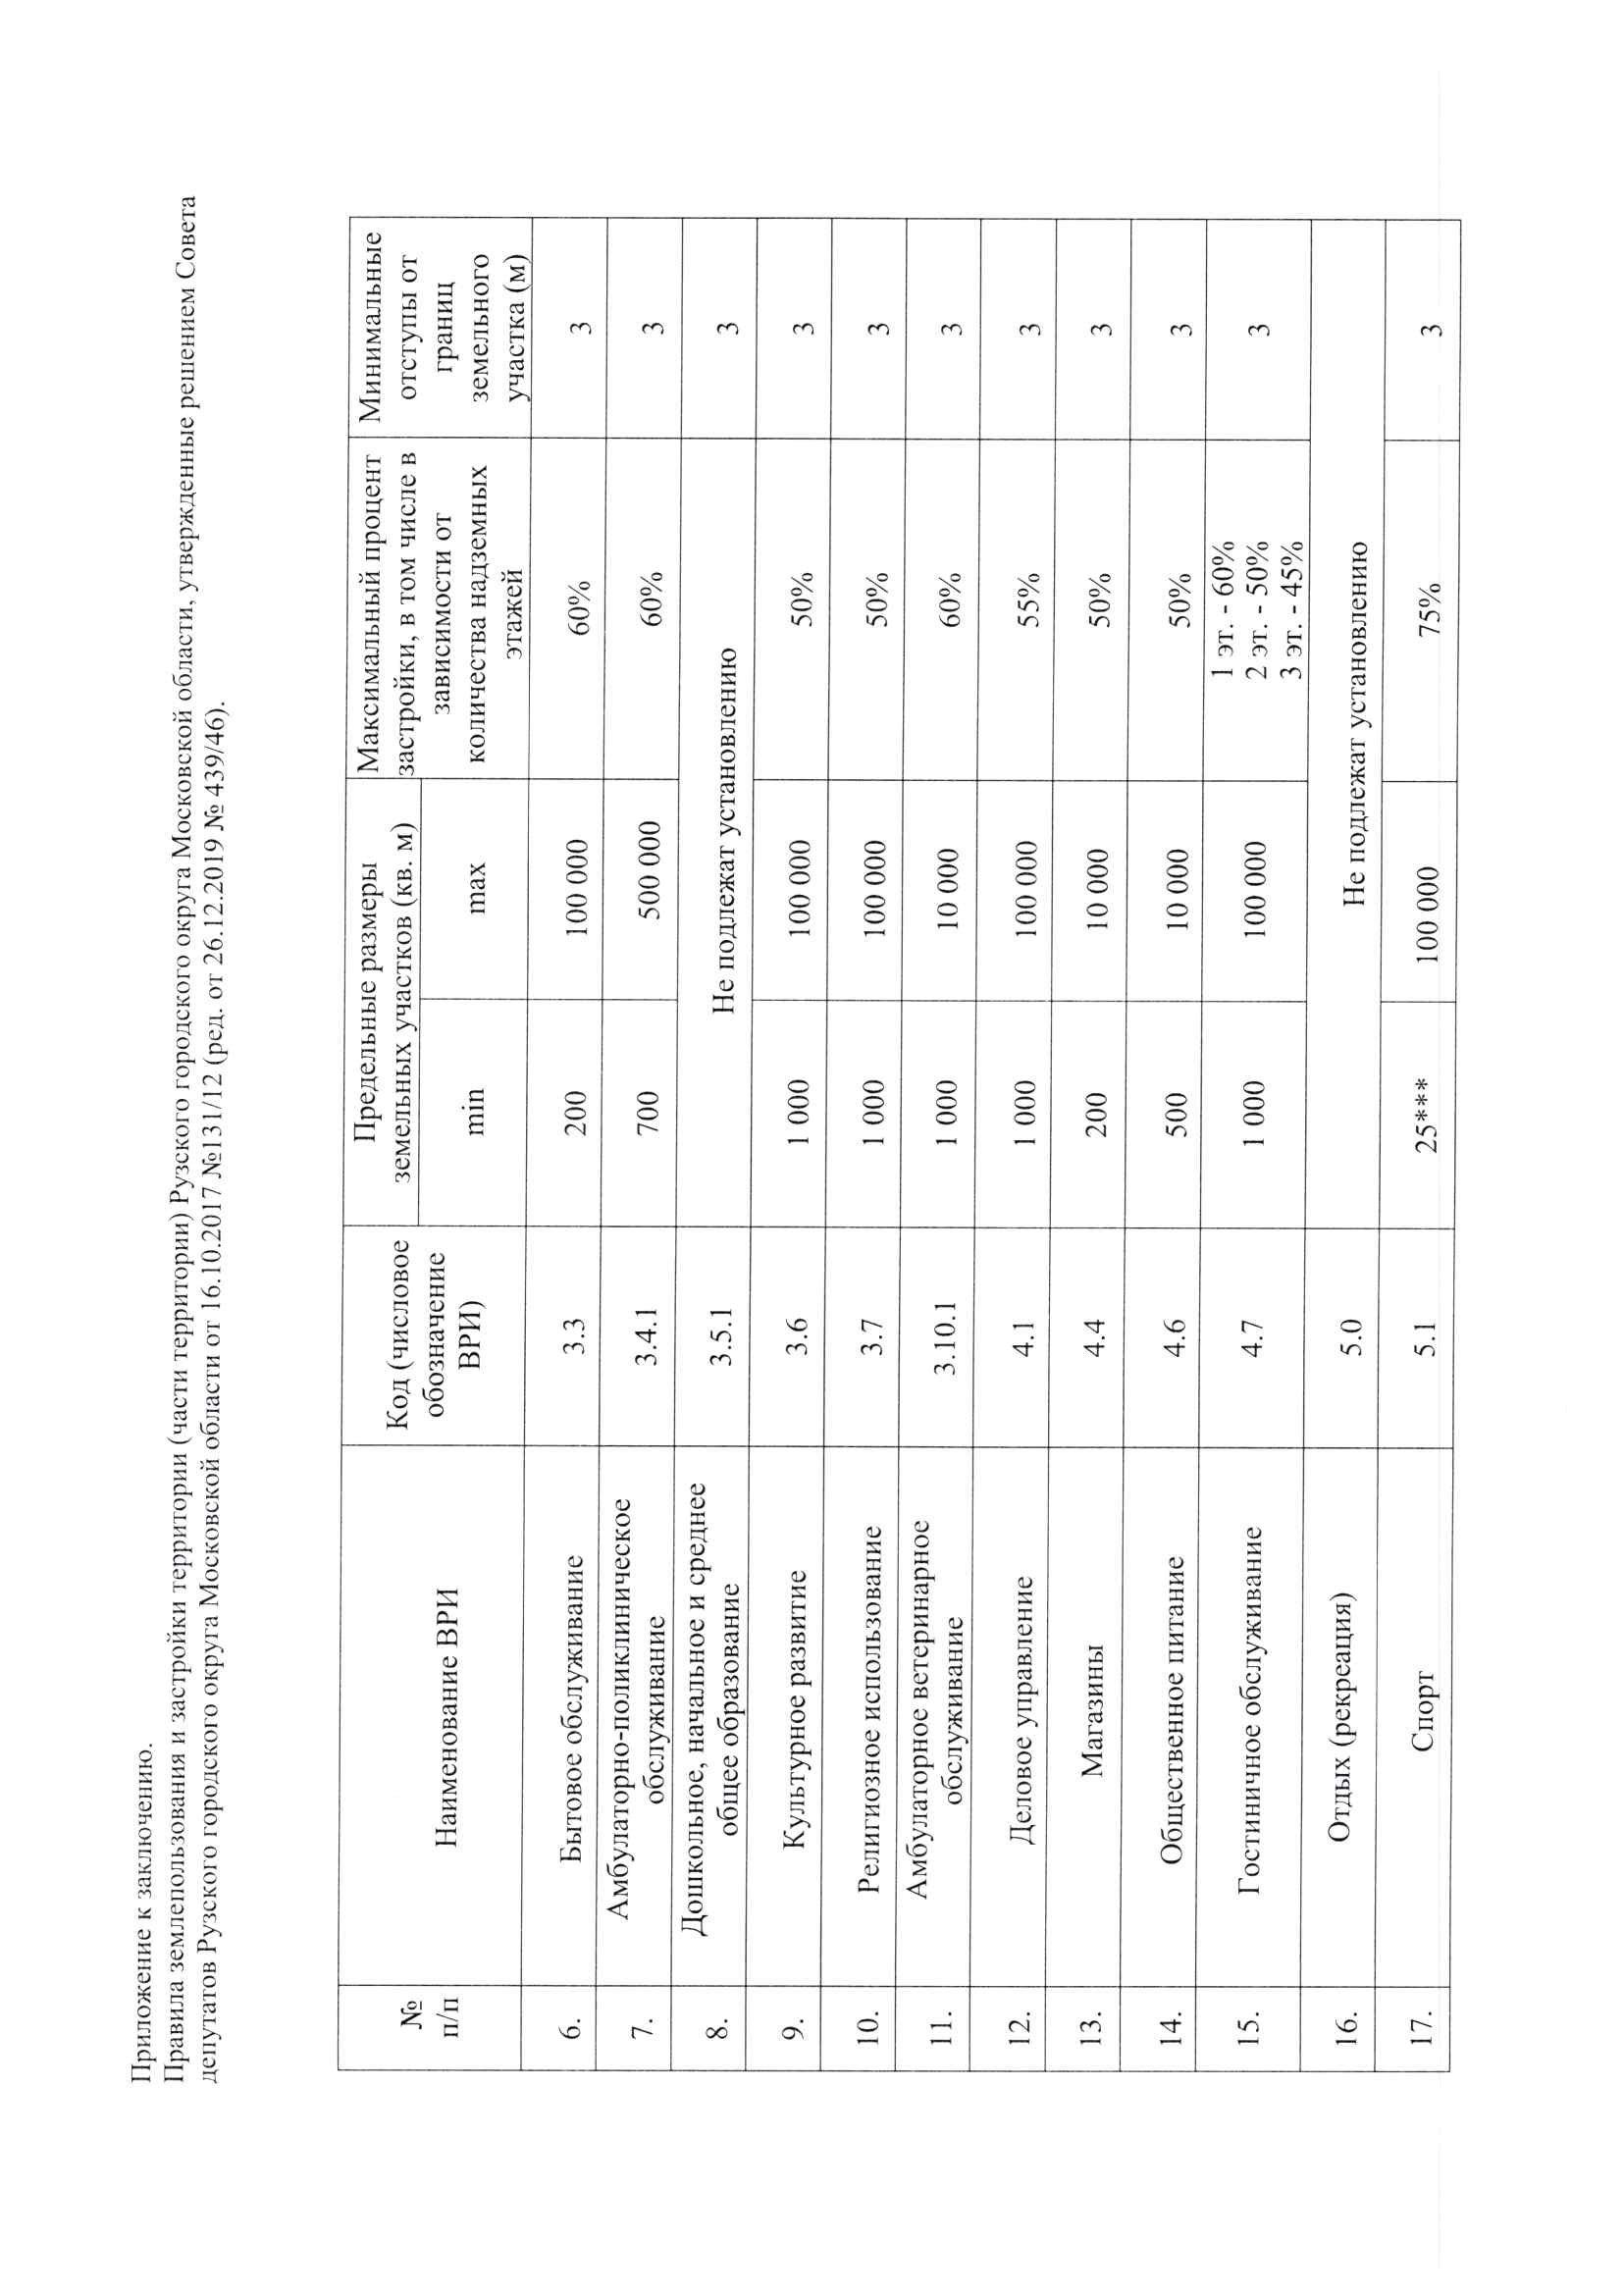 Приложение к заключению.
Правила землепользования и застройки территории (части территории) Рузского городского округа Московской области, утвержденные решением Совета
депутатов Рузского городского округа Московской области от 16.10.2017 №131/12 (ред. от 26.12.2019 № 439/46).
№
п/п
Наименование ВРИ
Код (числовое
обозначение
ВРИ)
Предельные размеры
земельных участков (кв. м)
min
max
Максимальный процент
застройки, в том числе в
зависимости от
количества надземных
этажей
Минимальные
отступы от
границ
земельного
участка (м)
6. Бытовое обслуживание 3.3 200 100 000 60% 3
7. Амбулаторно-поликлиническое
обслуживание 3.4.1 700 500 000 60% 3
8. Дошкольное, начальное и среднее
общее образование 3.5.1 Не подлежат установлению 3
9. Культурное развитие 3.6 1 000 100 000 50% 3
10. Религиозное использование 3.7 1 000 100 000 50% 3
11. Амбулаторное ветеринарное
обслуживание 3.10.1 1 000 10 000 60% 3
12. Деловое управление 4.1 1 000 100 000 55% 3
13. Магазины 4.4 200 10 000 50% 3
14. Общественное питание 4.6 500 10 000 50% 3
15. Гостиничное обслуживание 4.7 1 000 100 000 1 эт. - 60%
2 эт. - 50%
3 эт. - 45%
3
16. Отдых (рекреация) 5.0 Не подлежат установлению
17. Спорт 5.1 25*** 100 000 75% 3